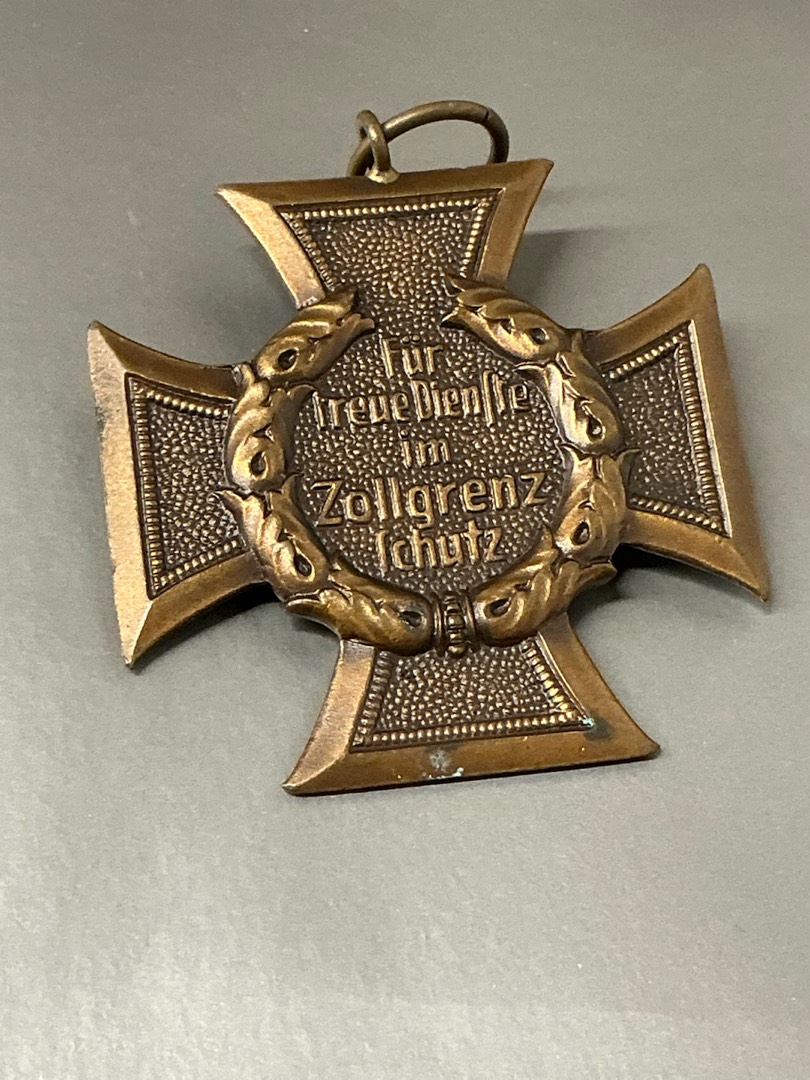 Für
treue Dienſte
im
Zollgrenz
ſchutz